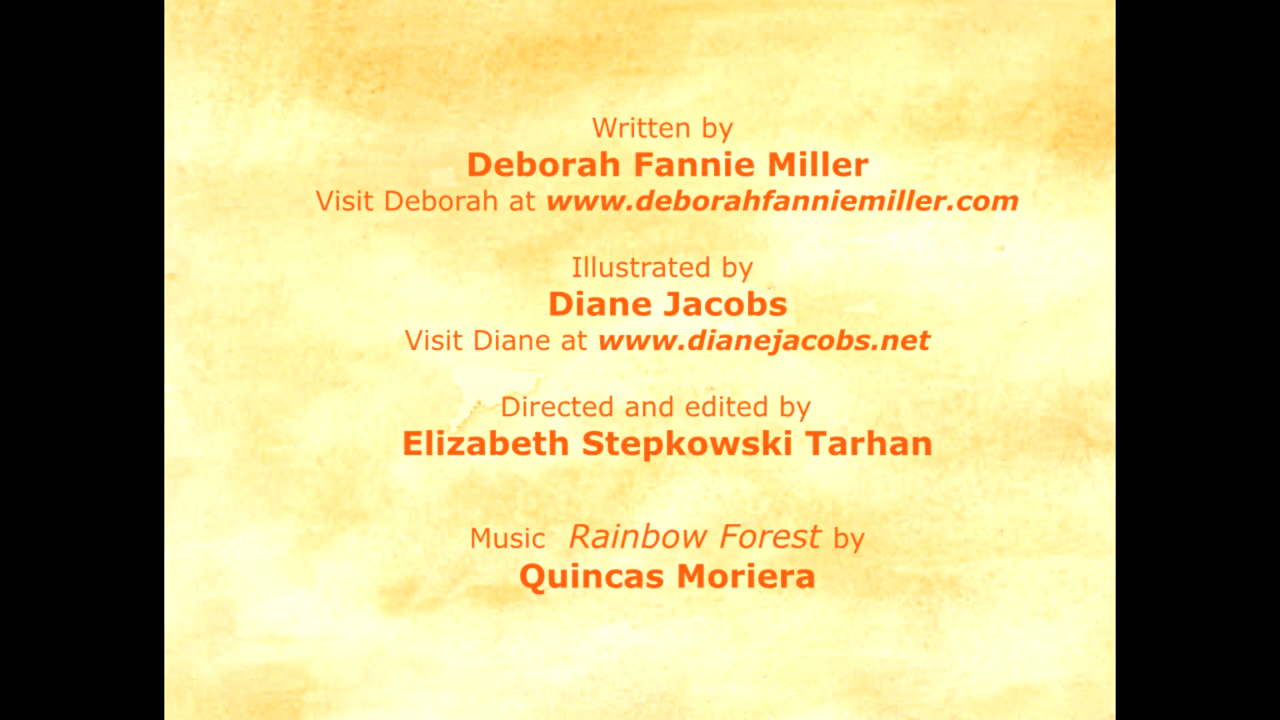 Written by
Deborah Fannie Miller
Visit Deborah at www.deborahfanniemiller.com
Illustrated by
Diane Jacobs
Visit Diane at www.dianejacobs.net
Directed and edited by
Elizabeth Stepkowski Tarhan
Music Rainbow Forest by
Quincas Moriera